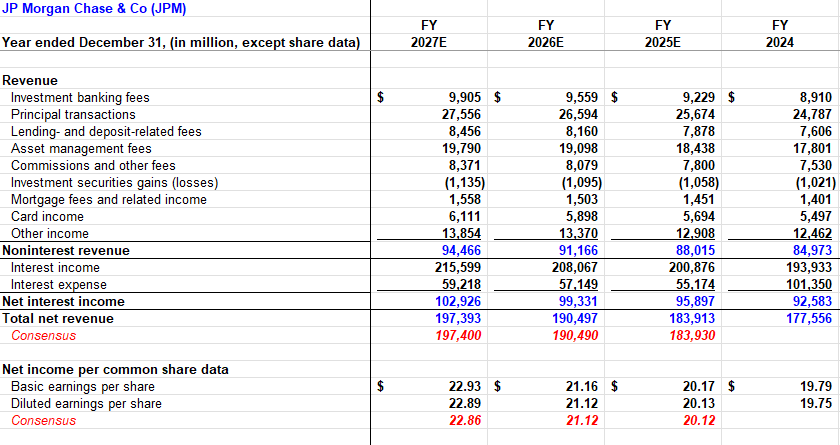 JP Morgan Chase & Co (JPM)
FY FY FY FY
Year ended December 31, (in million, except share data) 2027E 2026E 2025E 2024
Revenue
Investment banking fees $ 9,905 $ 9,559 $ 9,229 $ 8,910
Principal transactions 27,556 26,594 25,674 24,787
Lending- and deposit-related fees 8,456 8,160 7,878 7,606
Asset management fees 19,790 19,098 18,438 17,801
Commissions and other fees 8,371 8,079 7,800 7,530
Investment securities gains (losses) (1,135) (1,095) (1,058) (1,021)
Mortgage fees and related income 1,558 1,503 1,451 1,401
Card income 6,111 5,898 5,694 5,497
Other income 13,854 13,370 12,908 12,462
Noninterest revenue 94,466 91,166 88,015 84,973
Interest income 215,599 208,067 200,876 193,933
Interest expense 59,218 57,149 55,174 101,350
Net interest income 102,926 99,331 95,897 92,583
Total net revenue 197,393 190,497 183,913 177,556
Consensus 197,400 190,490 183,930
Net income per common share data
Basic earnings per share $ 22.93 $ 21.16 $ 20.17 $ 19.79
Diluted earnings per share 22.89 21.12 20.13 19.75
Consensus 22.86 21.12 20.12